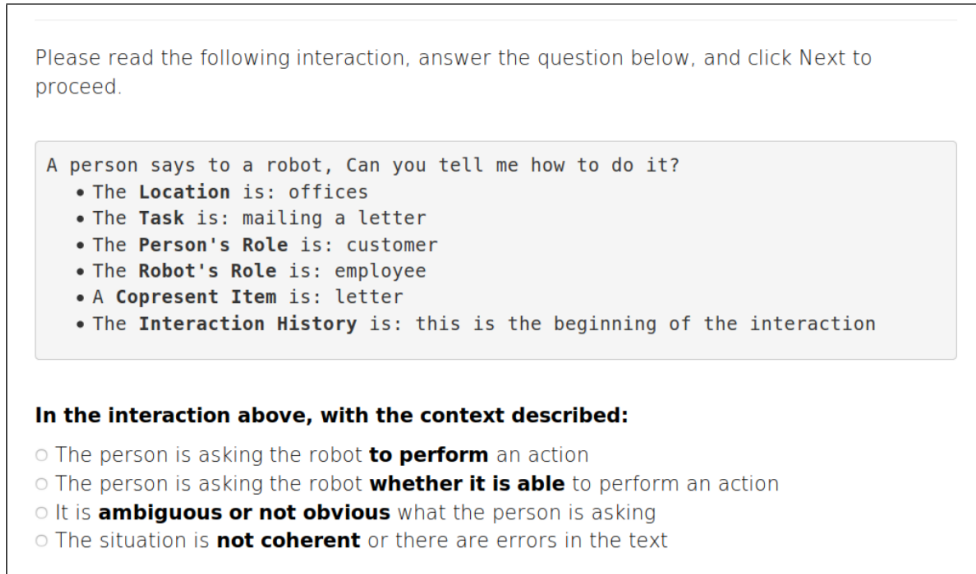 Please read the following interaction, answer the question below, and click Next to
proceed.
A person says to a robot, Can you tell me how to do it?
• The Location is: offices
• The Task is: mailing a letter
• The Person's Role is: customer
• The Robot's Role is: employee
• A Copresent Item is: letter
• The Interaction History is: this is the beginning of the interaction
In the interaction above, with the context described:
The person is asking the robot to perform an action
The person is asking the robot whether it is able to perform an action
It is ambiguous or not obvious what the person is asking
The situation is not coherent or there are errors in the text